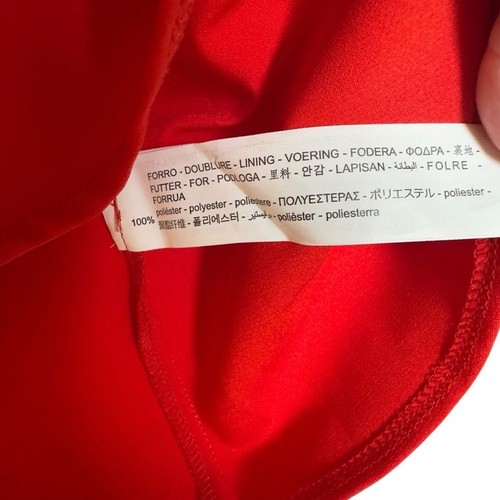 FORRO - DOUBLURE - LINING - VOERING - FODERA - ΦΟΔΡΑ - 裏地 -
FUTTER - FOR - PODLOGA - 里料 - 안감 - LAPISAN - البطانة - FOLRE -
FORRUA
poliéster - polyester - poliestere - ΠΟΛΥΕΣΤΕΡΑΣ - ポリエステル - poliester -
100% 聚酯纤维 - 폴리에스터 - بوليستير - polièster - poliesterra